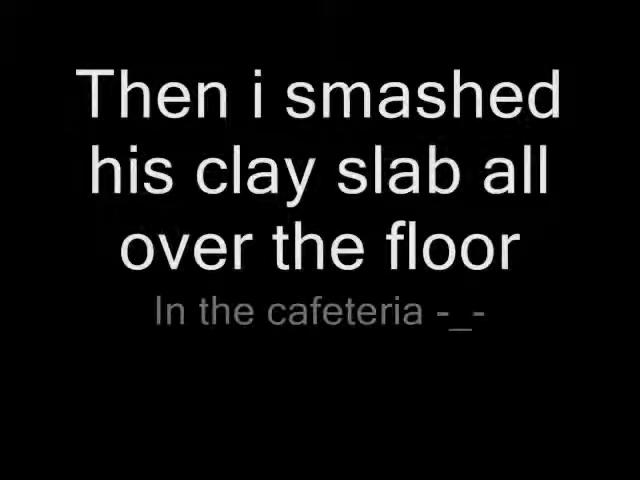 Then i smashed
his clay slab all
over the floor
In the cafeteria -_-